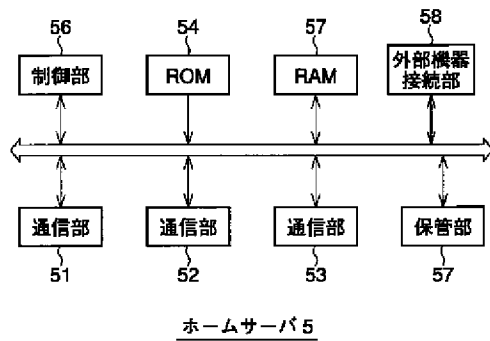 56 54 57 58
制御部 ROM RAM 外部機器
接続部
通信部 通信部 通信部 保管部
51 52 53 57
ホームサーバ5